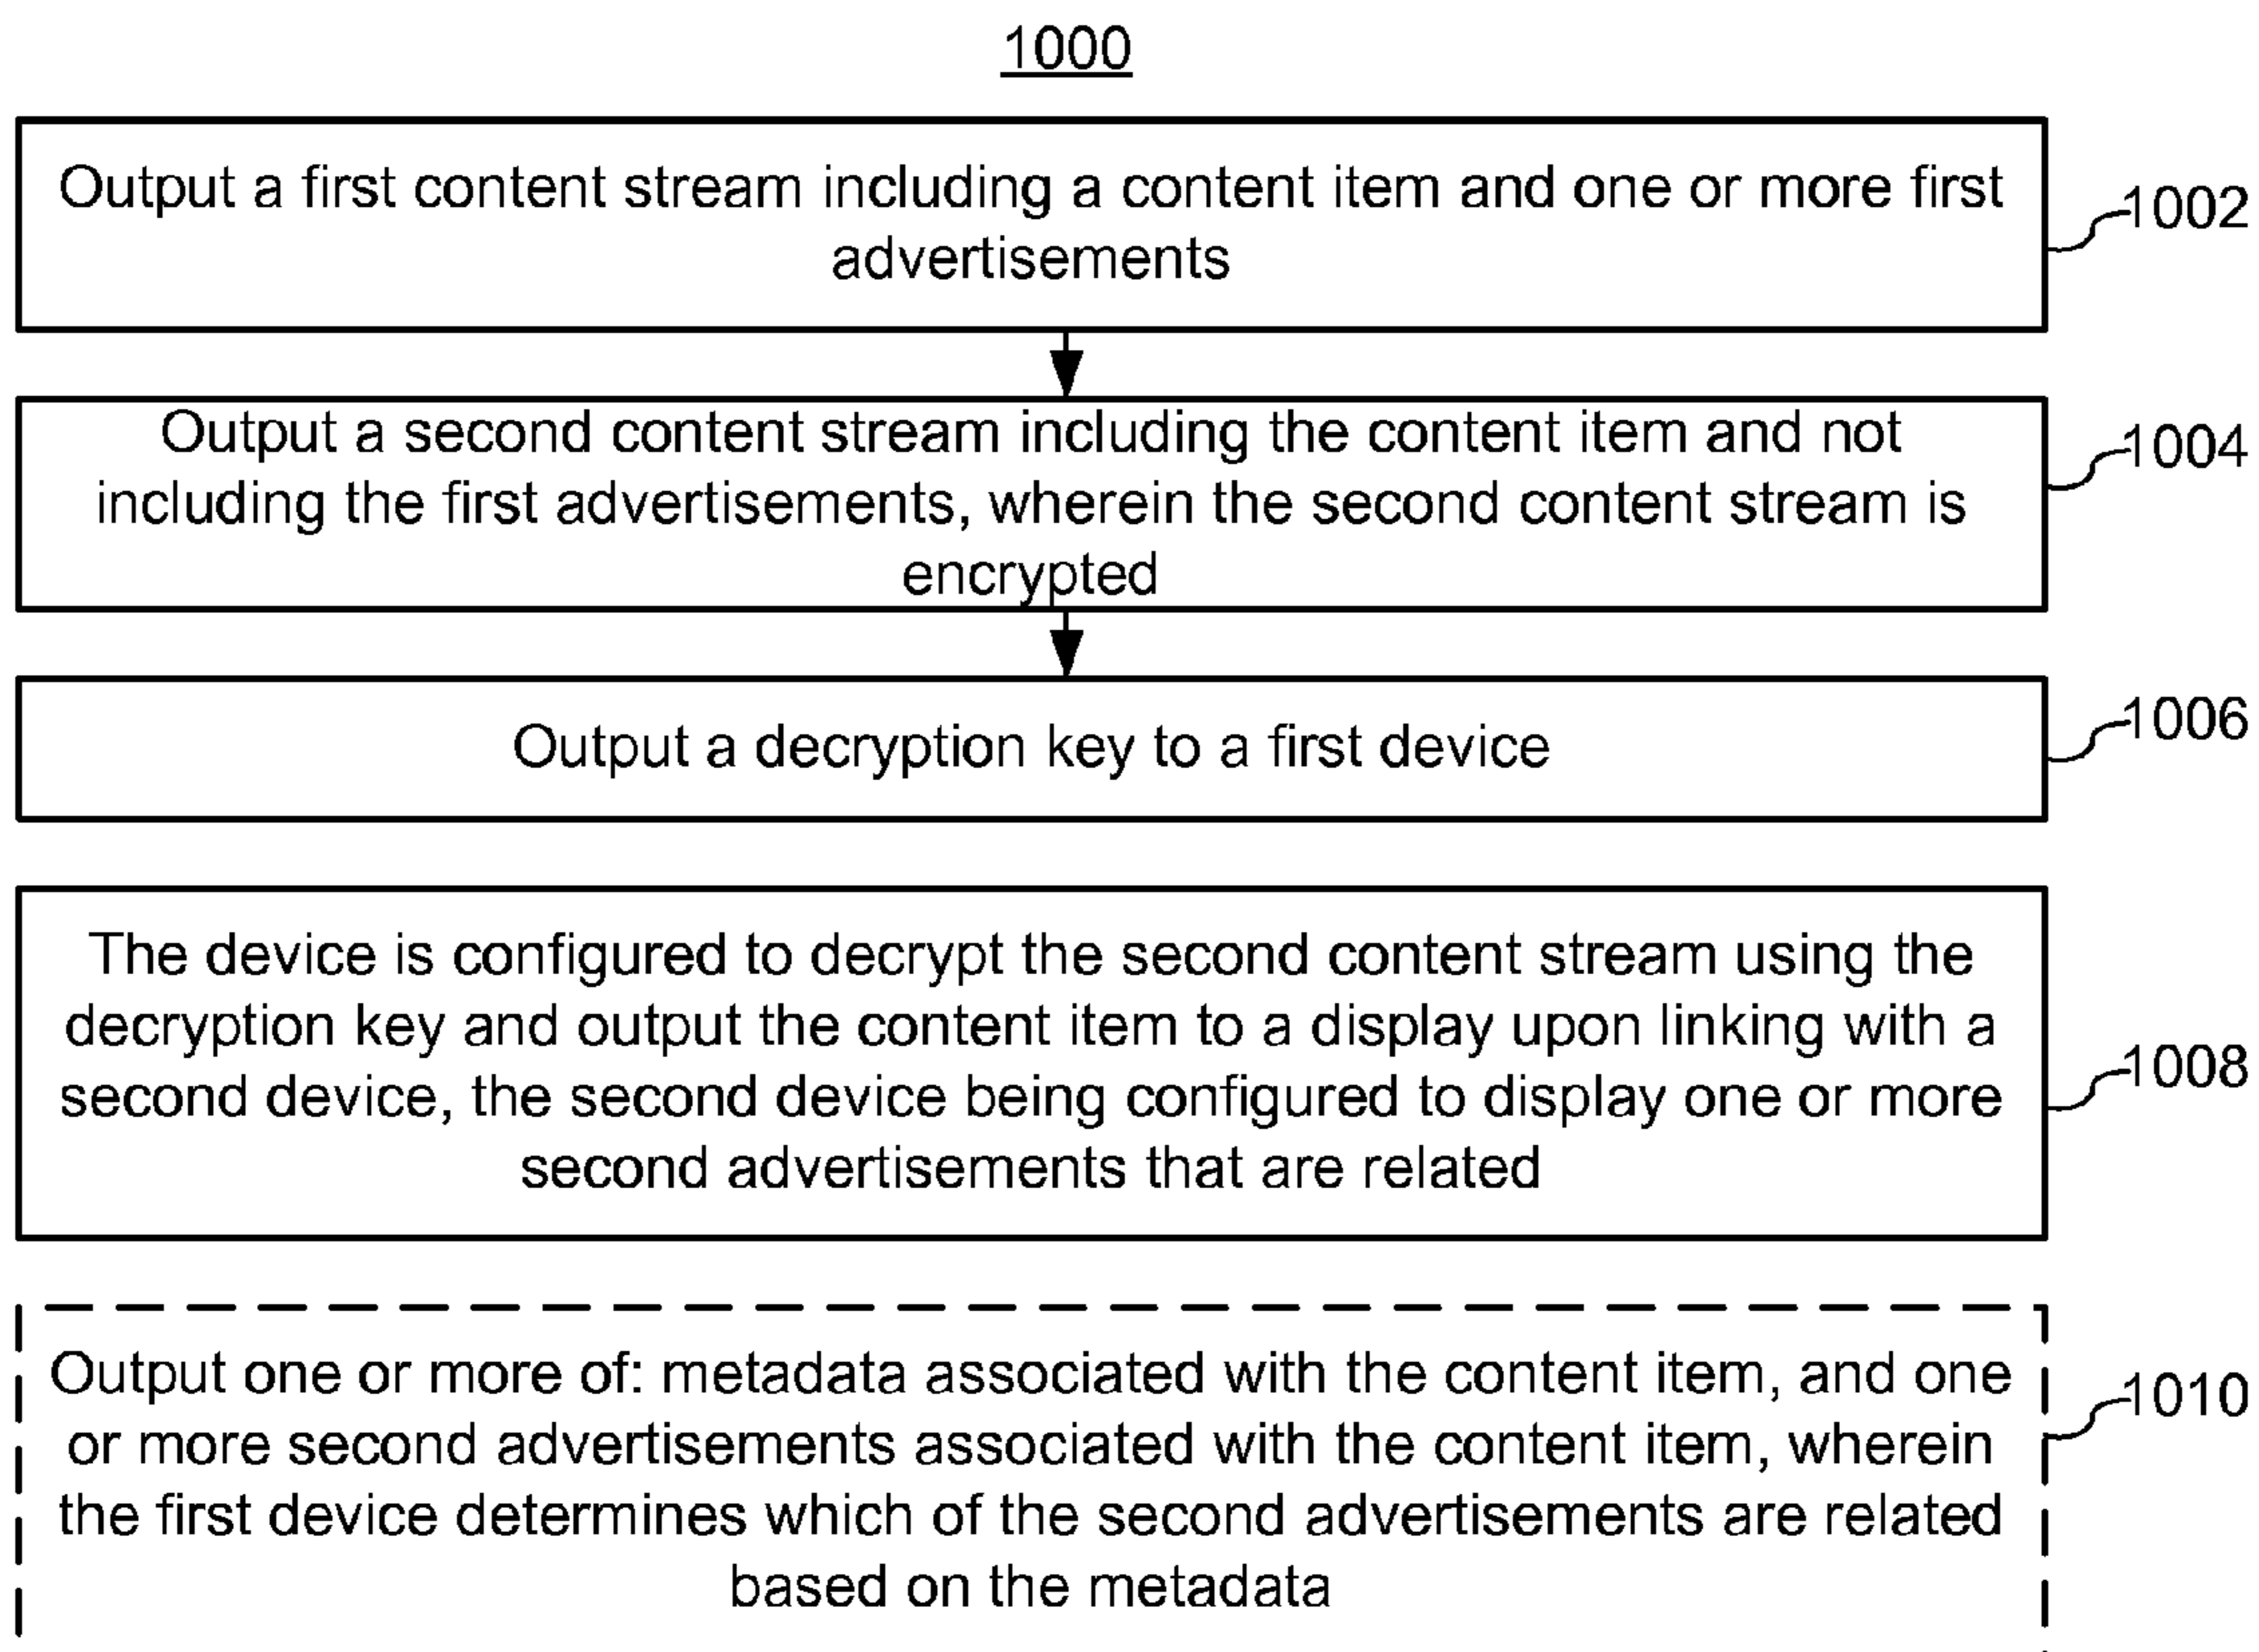 1000
Output a first content stream including a content item and one or more first
advertisements
1002
Output a second content stream including the content item and not
including the first advertisements, wherein the second content stream is
encrypted
1004
Output a decryption key to a first device
1006
The device is configured to decrypt the second content stream using the
decryption key and output the content item to a display upon linking with a
second device, the second device being configured to display one or more
second advertisements that are related
1008
Output one or more of: metadata associated with the content item, and one
or more second advertisements associated with the content item, wherein
the first device determines which of the second advertisements are related
based on the metadata
1010